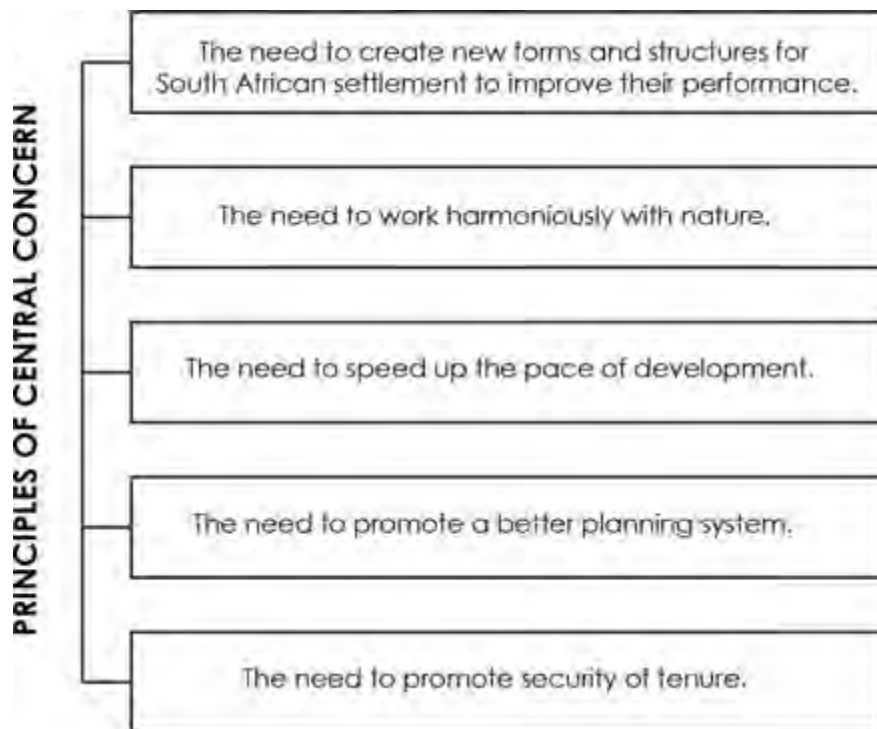 PRINCIPLES OF CENTRAL CONCERN
The need to create new forms and structures for
South African settlement to improve their performance.
The need to work harmoniously with nature.
The need to speed up the pace of development.
The need to promote a better planning system.
The need to promote security of tenure.